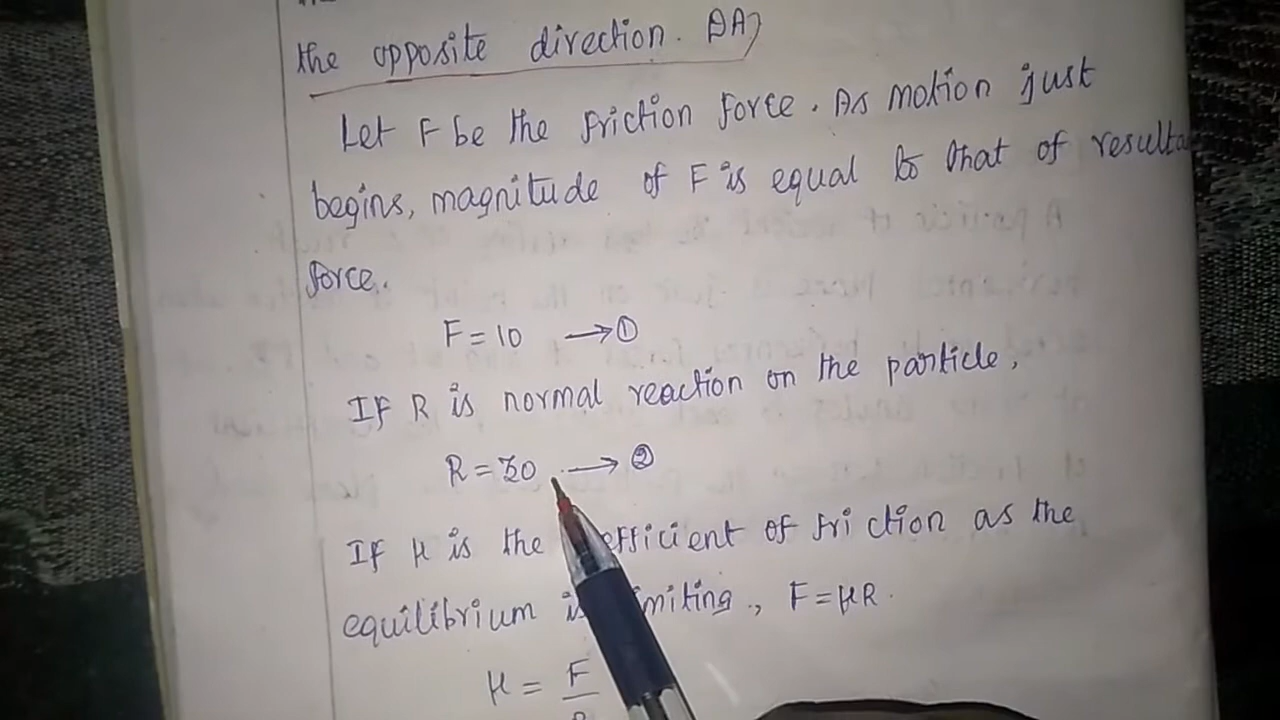 the opposite direction.
Let F be the friction force. As motion just
begins, magnitude of F is equal to that of resulta
force.
F = 10 → ①
If R is normal reaction on the particle,
R = 30 → ②
If μ is the efficient of friction as the
equilibrium is imiting, F = μR.
μ = F